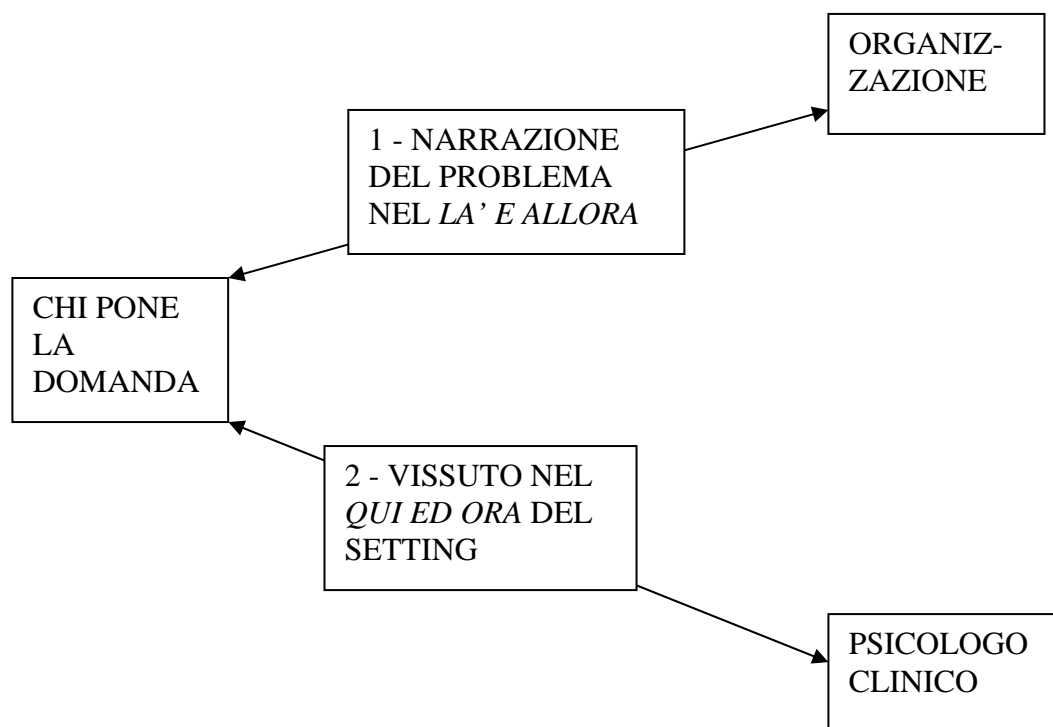 ORGANIZ-
ZAZIONE
1 - NARRAZIONE
DEL PROBLEMA
NEL LA' E ALLORA
CHI PONE
LA
DOMANDA
2 - VISSUTO NEL
QUI ED ORA DEL
SETTING
PSICOLOGO
CLINICO